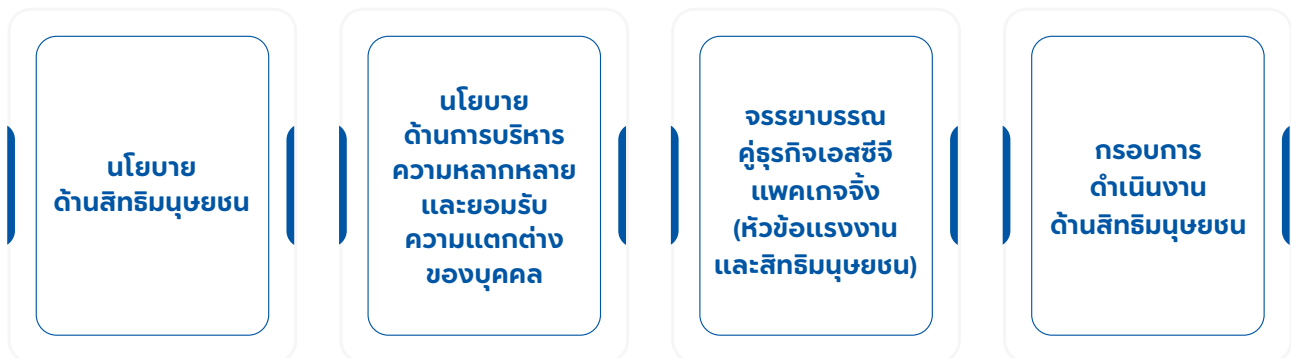 นโยบาย
ด้านสิทธิมนุษยชน
นโยบาย
ด้านการบริหาร
ความหลากหลาย
และยอมรับ
ความแตกต่าง
ของบุคคล
จรรยาบรรณ
คู่ธุรกิจเอสซีจี
แพคเกจจิ้ง
(หัวข้อแรงงาน
และสิทธิมนุษยชน)
กรอบการ
ดำเนินงาน
ด้านสิทธิมนุษยชน